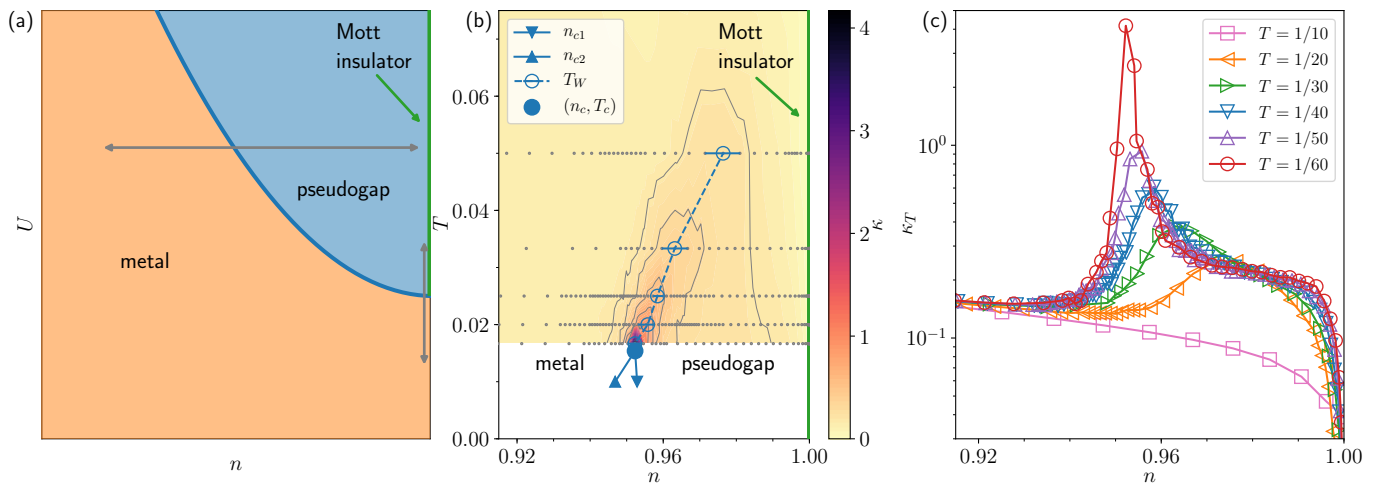 (a)
Mott
insulator
pseudogap
metal
U
n
(b)
n_{c1}
n_{c2}
T_W
(n_c, T_c)
Mott
insulator
metal
pseudogap
T
0.06
0.04
0.02
0.00
0.92
0.96
1.00
n
κ
4
3
2
1
0
(c)
T = 1/10
T = 1/20
T = 1/30
T = 1/40
T = 1/50
T = 1/60
κ_T
10^0
10^{-1}
0.92
0.96
1.00
n